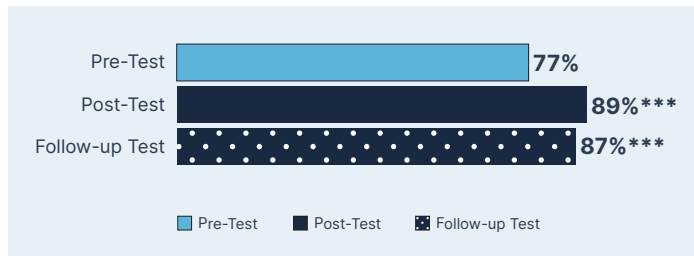 Pre-Test 77%
Post-Test 89%***
Follow-up Test 87%***
Pre-Test Post-Test Follow-up Test